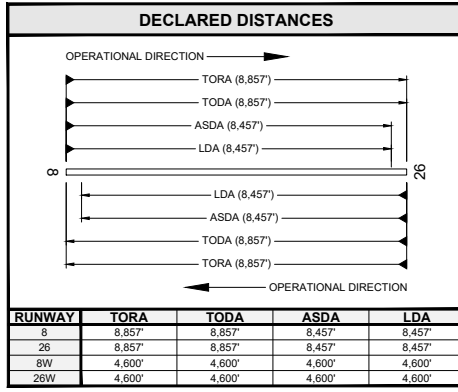 DECLARED DISTANCES
OPERATIONAL DIRECTION
TORA (8,857')
TODA (8,857')
ASDA (8,457')
LDA (8,457')
8 26
LDA (8,457')
ASDA (8,457')
TODA (8,857')
TORA (8,857')
OPERATIONAL DIRECTION
RUNWAY TORA TODA ASDA LDA
8 8,857' 8,857' 8,457' 8,457'
26 8,857' 8,857' 8,457' 8,457'
8W 4,600' 4,600' 4,600' 4,600'
26W 4,600' 4,600' 4,600' 4,600'